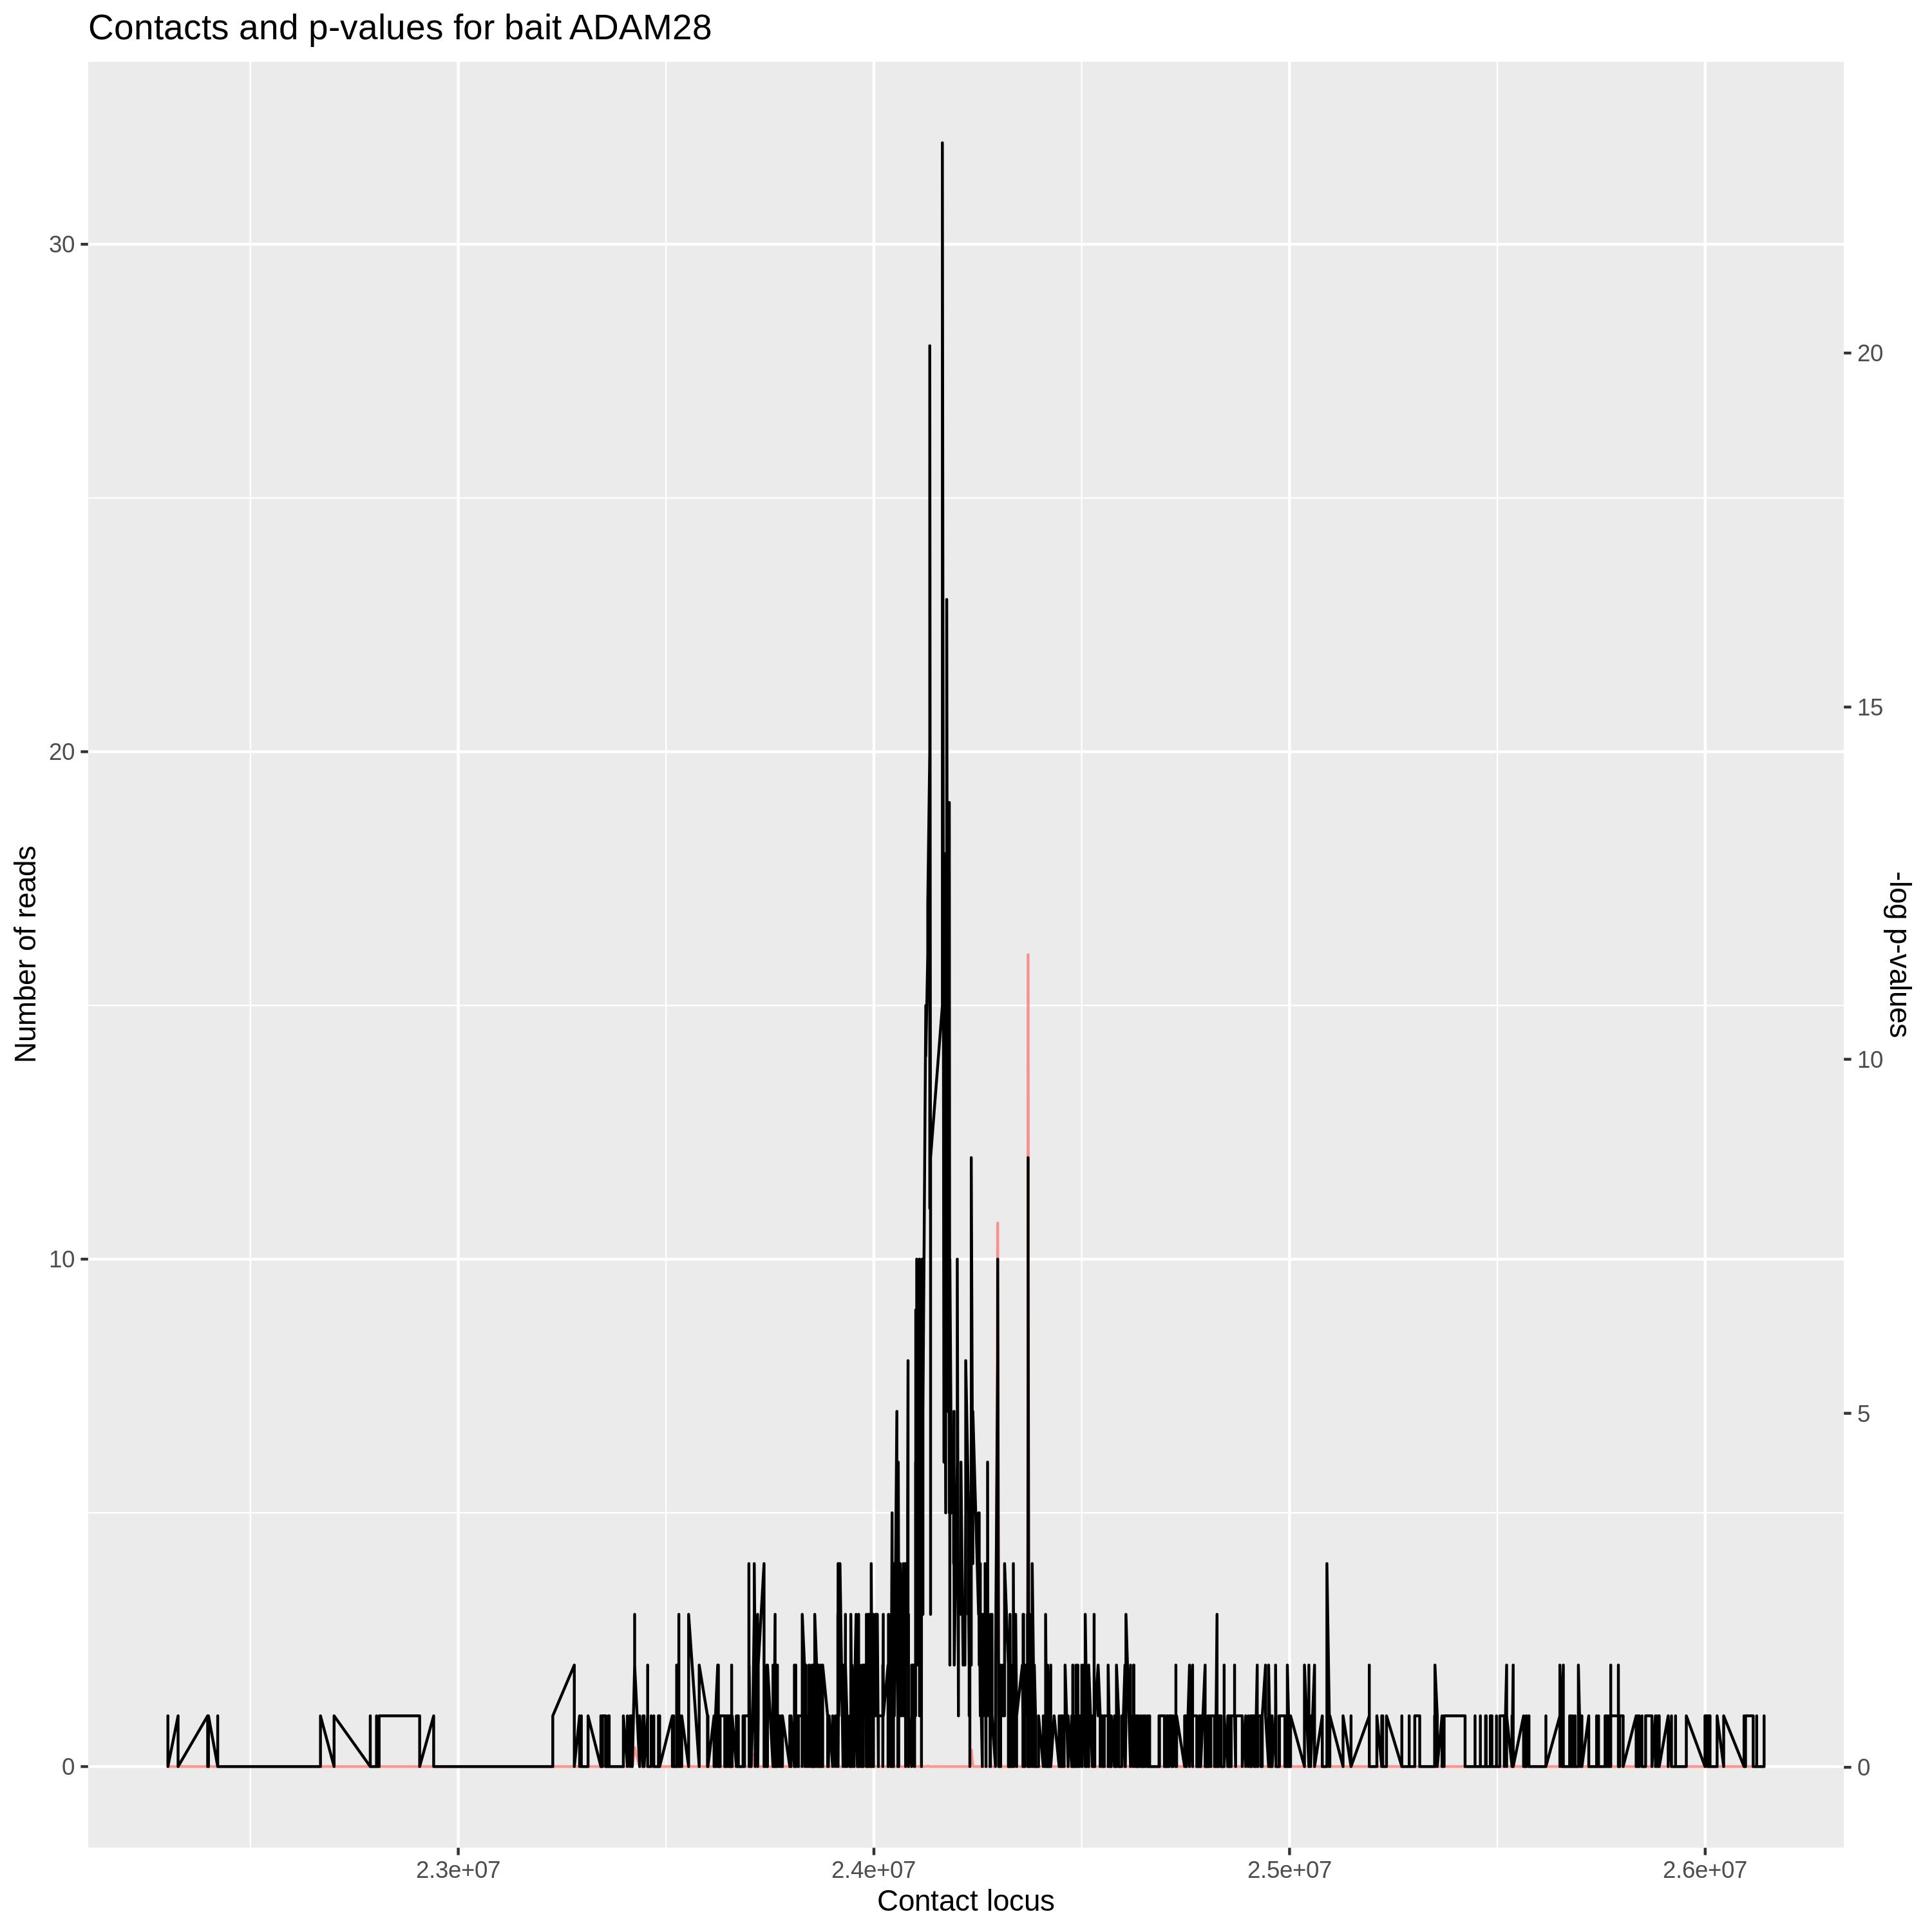 Contacts and p-values for bait ADAM28
30
20
10
0
Number of reads
20
15
10
5
0
-log p-values
2.3e+07
2.4e+07
2.5e+07
2.6e+07
Contact locus